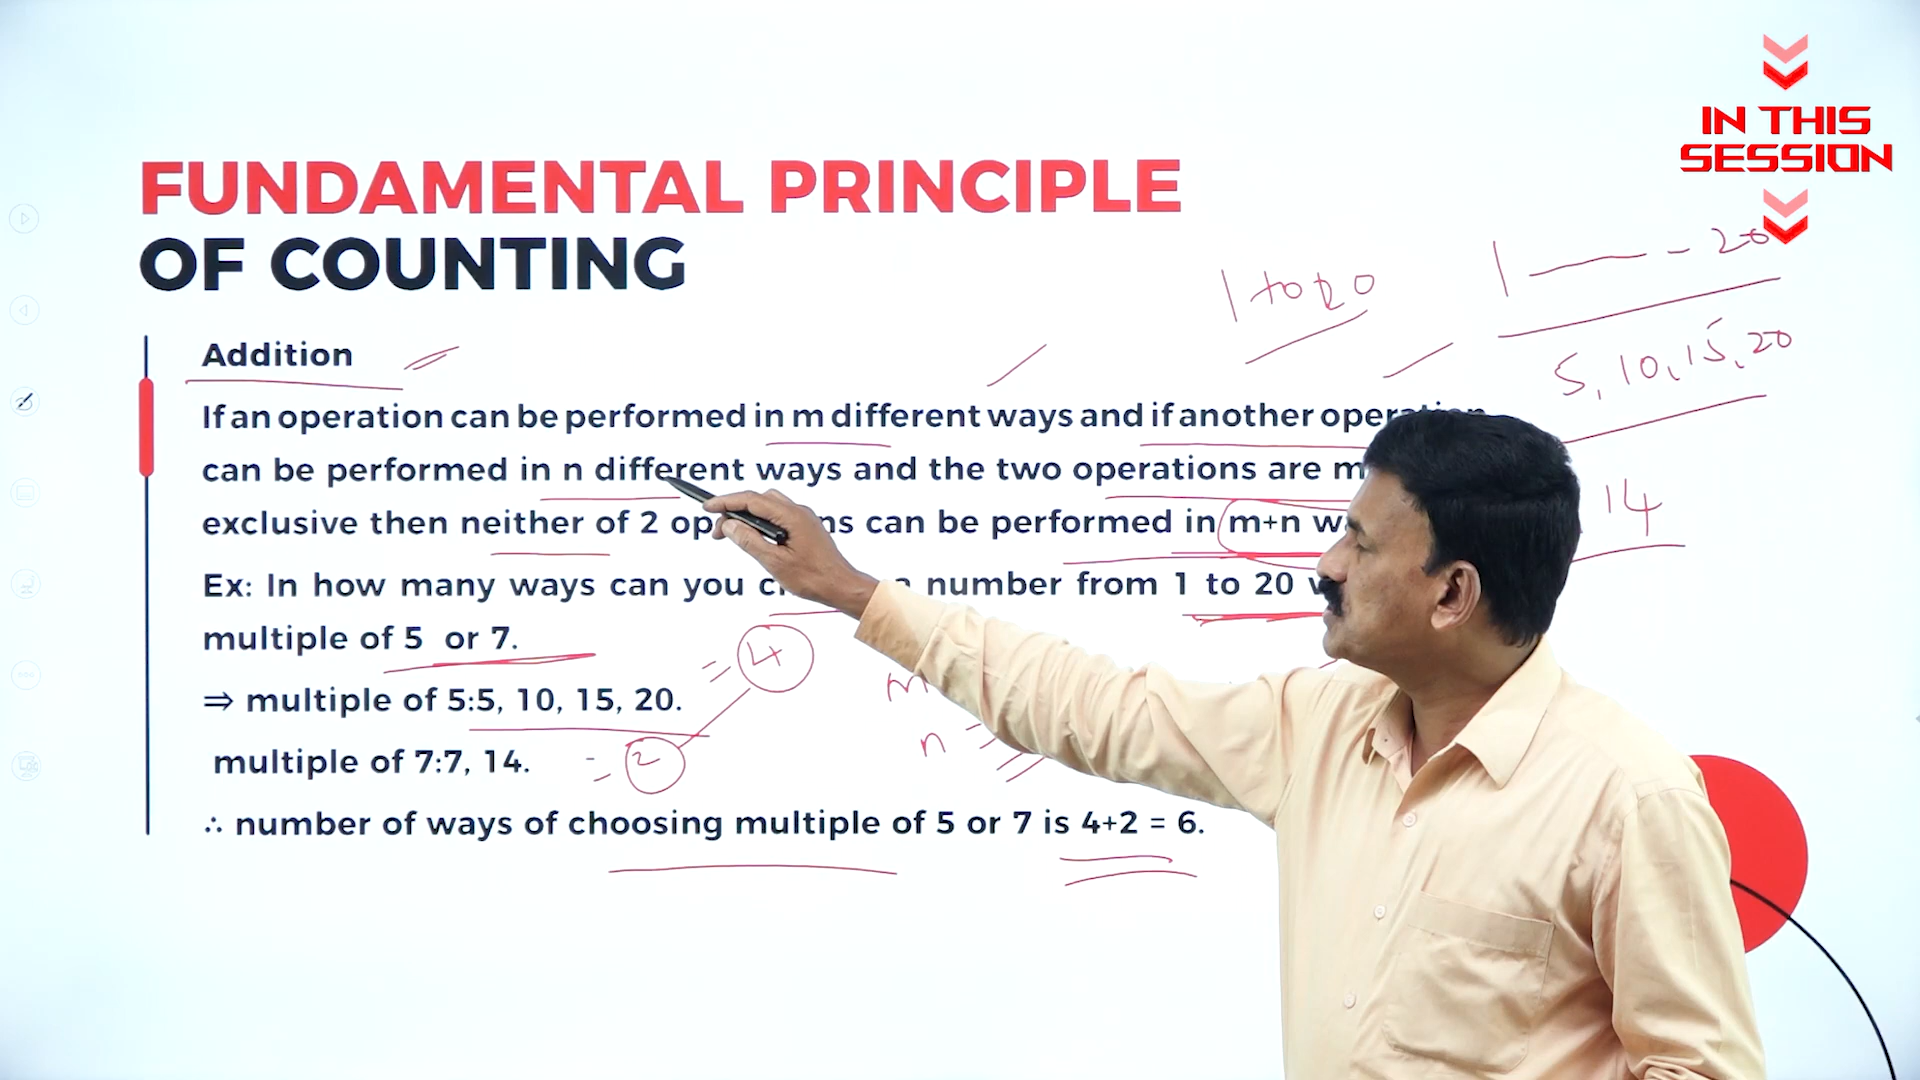 IN THIS
SESSION
FUNDAMENTAL PRINCIPLE
OF COUNTING
1 to 20
1 — - 20
5, 10, 15, 20
14
Addition
If an operation can be performed in m different ways and if another
can be performed in n different ways and the two operations are
exclusive then neither of 2 can be performed in m+n
Ex: In how many ways can you number from 1 to 20
multiple of 5 or 7.
= 4
⇒ multiple of 5:5, 10, 15, 20.
m
multiple of 7:7, 14.
= 2
n =
∴ number of ways of choosing multiple of 5 or 7 is 4+2 = 6.